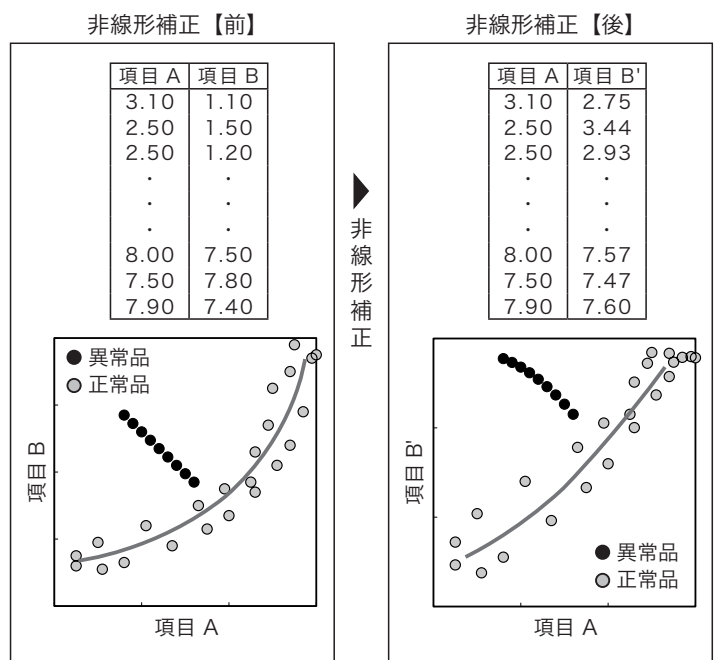 非線形補正【前】
項目 A 項目 B
3.10 1.10
2.50 1.50
2.50 1.20
・ ・
・ ・
・ ・
8.00 7.50
7.50 7.80
7.90 7.40
異常品
正常品
項目 B
項目 A
非線形補正
非線形補正【後】
項目 A 項目 B'
3.10 2.75
2.50 3.44
2.50 2.93
・ ・
・ ・
・ ・
8.00 7.57
7.50 7.47
7.90 7.60
項目 B'
異常品
正常品
項目 A